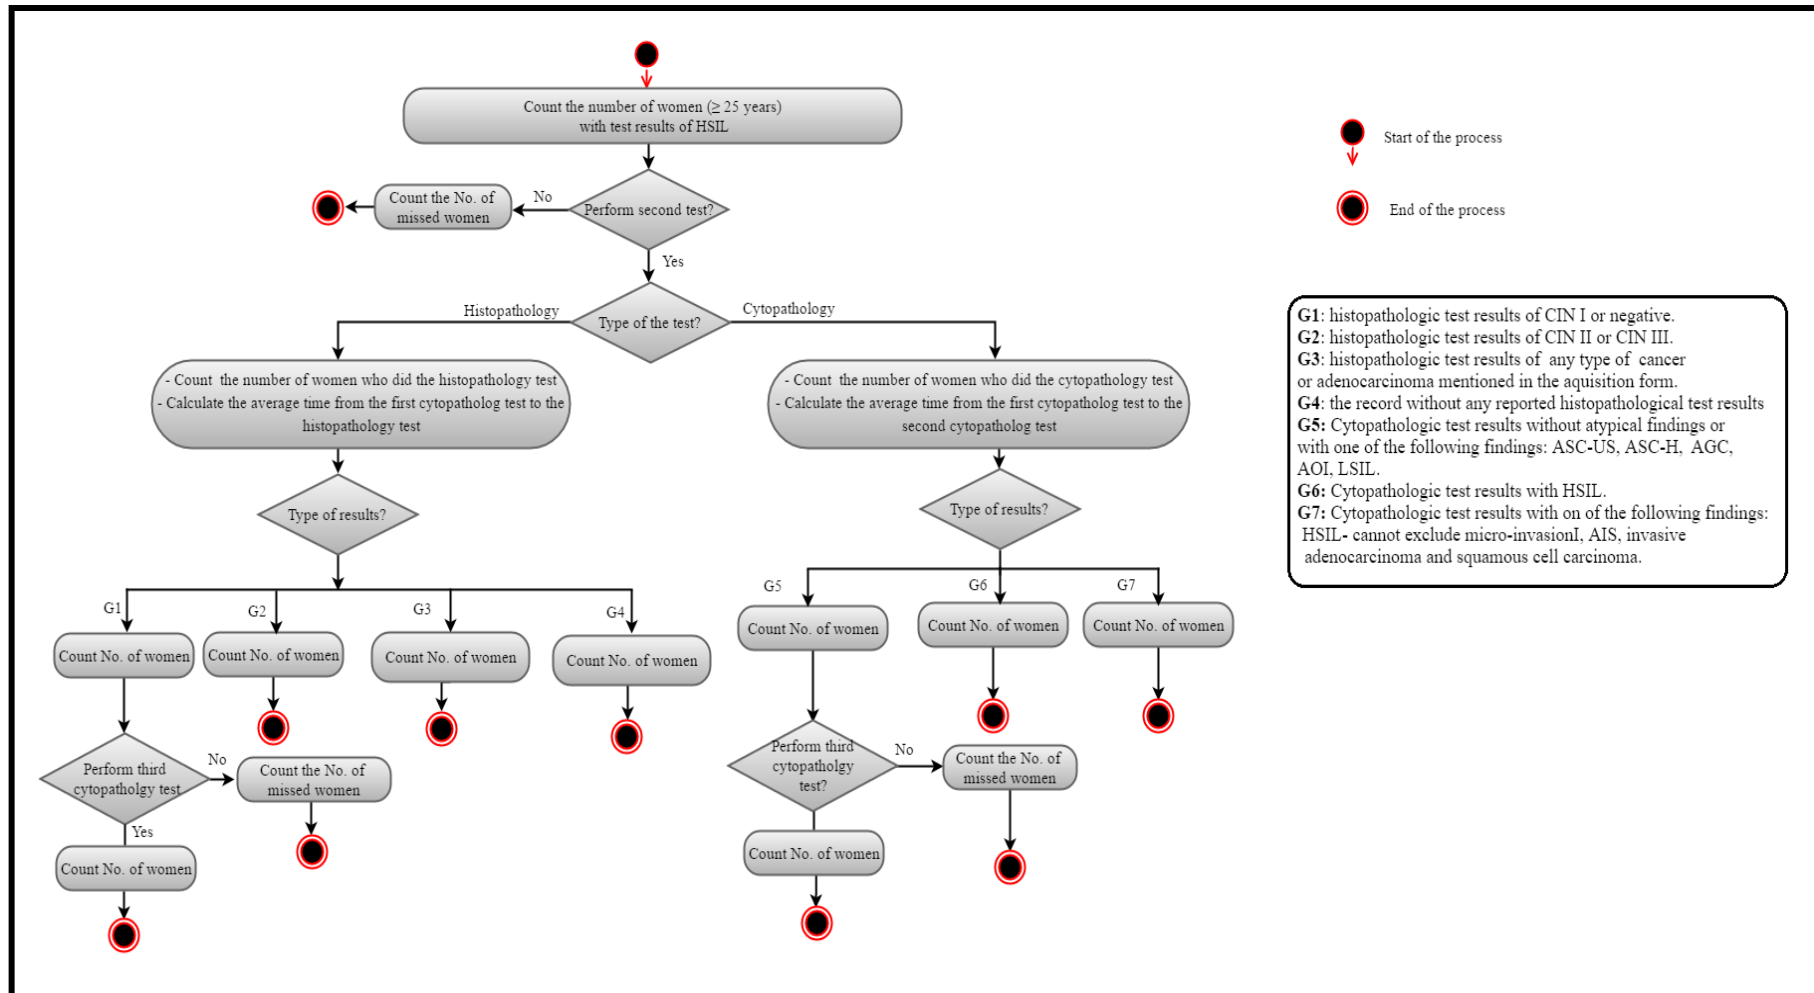 Count the number of women (≥ 25 years)
with test results of HSIL
Start of the process
End of the process
Perform second test?
No
Count the No. of
missed women
Yes
Type of the test?
Histopathology
Cytopathology
- Count the number of women who did the histopathology test
- Calculate the average time from the first cytopatholog test to the
histopathology test
- Count the number of women who did the cytopathology test
- Calculate the average time from the first cytopatholog test to the
second cytopatholog test
G1: histopathologic test results of CIN I or negative.
G2: histopathologic test results of CIN II or CIN III.
G3: histopathologic test results of any type of cancer
or adenocarcinoma mentioned in the aquisition form.
G4: the record without any reported histopathological test results
G5: Cytopathologic test results without atypical findings or
with one of the following findings: ASC-US, ASC-H, AGC,
AOI, LSIL.
G6: Cytopathologic test results with HSIL.
G7: Cytopathologic test results with on of the following findings:
HSIL- cannot exclude micro-invasionI, AIS, invasive
adenocarcinoma and squamous cell carcinoma.
Type of results?
G1
G2
G3
G4
Count No. of women
Count No. of women
Count No. of women
Count No. of women
Perform third
cytopatholgy test
No
Count the No. of
missed women
Yes
Count No. of women
Type of results?
G5
G6
G7
Count No. of women
Count No. of women
Count No. of women
Perform third
cytopatholgy
test?
No
Count the No. of
missed women
Count No. of women